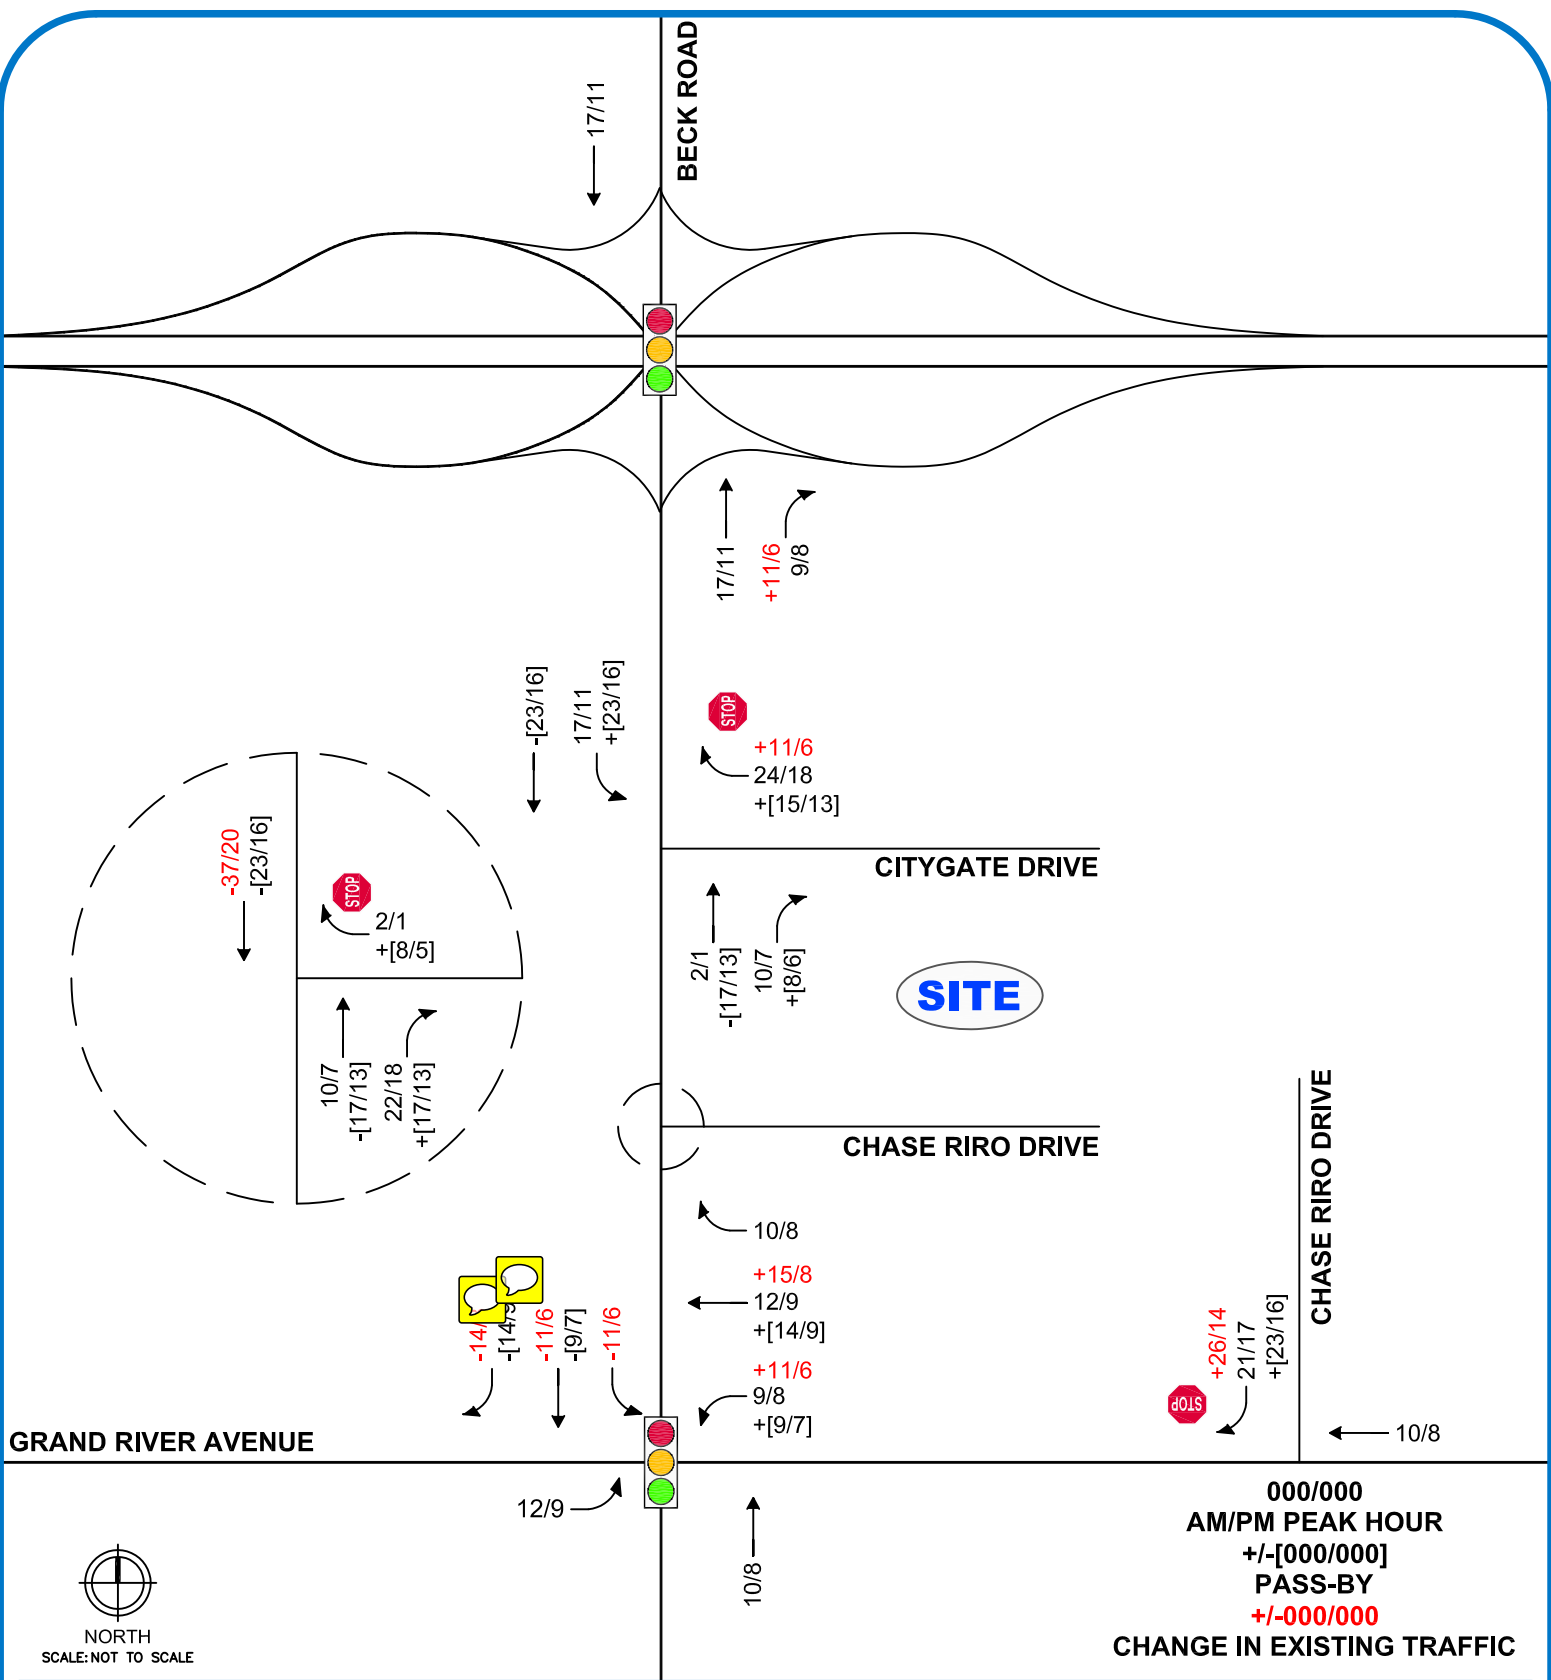 BECK ROAD
17/11
17/11
+11/6
9/8
-[23/16]
17/11
+[23/16]
STOP
+11/6
24/18
+[15/13]
CITYGATE DRIVE
-37/20
-[23/16]
STOP
2/1
+[8/5]
10/7
-[17/13]
22/18
+[17/13]
2/1
-[17/13]
10/7
+[8/6]
SITE
CHASE RIRO DRIVE
CHASE RIRO DRIVE
10/8
+15/8
12/9
+[14/9]
+11/6
9/8
+[9/7]
-11/6
-[9/7]
-11/6
+26/14
21/17
+[23/16]
STOP
10/8
GRAND RIVER AVENUE
12/9
10/8
000/000
AM/PM PEAK HOUR
+/-[000/000]
PASS-BY
+/-000/000
CHANGE IN EXISTING TRAFFIC
NORTH
SCALE: NOT TO SCALE